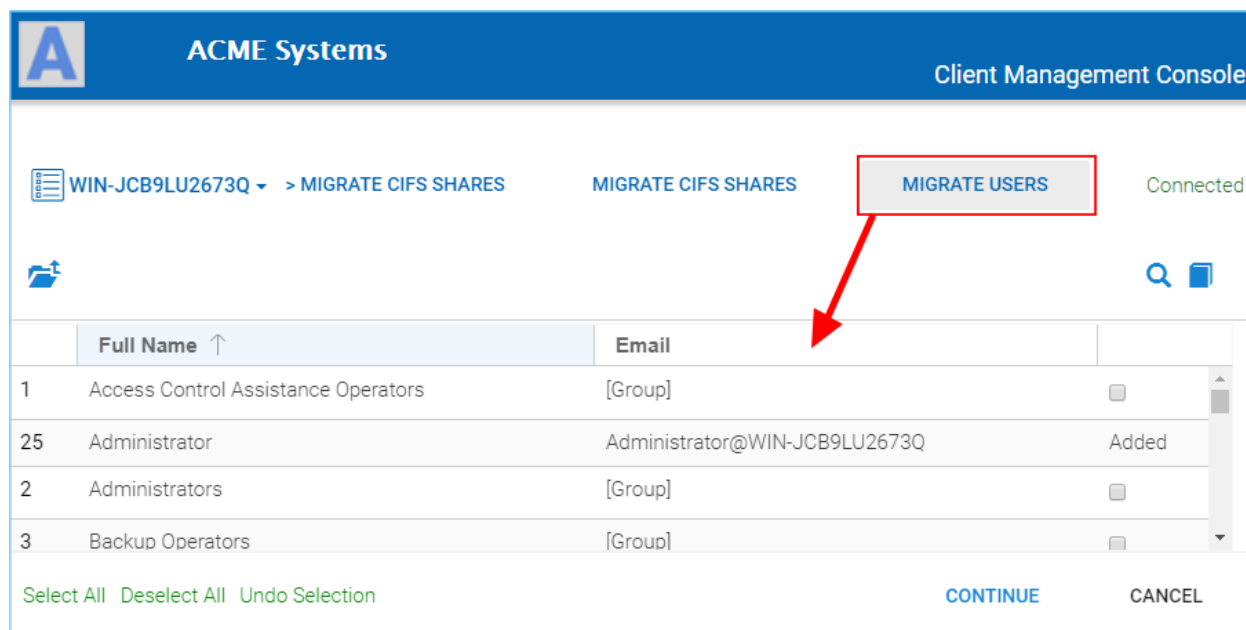 A
ACME Systems
Client Management Console
WIN-JCB9LU2673Q > MIGRATE CIFS SHARES MIGRATE CIFS SHARES MIGRATE USERS Connected
Full Name ↑ Email
1 Access Control Assistance Operators [Group]
25 Administrator Administrator@WIN-JCB9LU2673Q Added
2 Administrators [Group]
3 Backup Operators [Group]
Select All Deselect All Undo Selection CONTINUE CANCEL